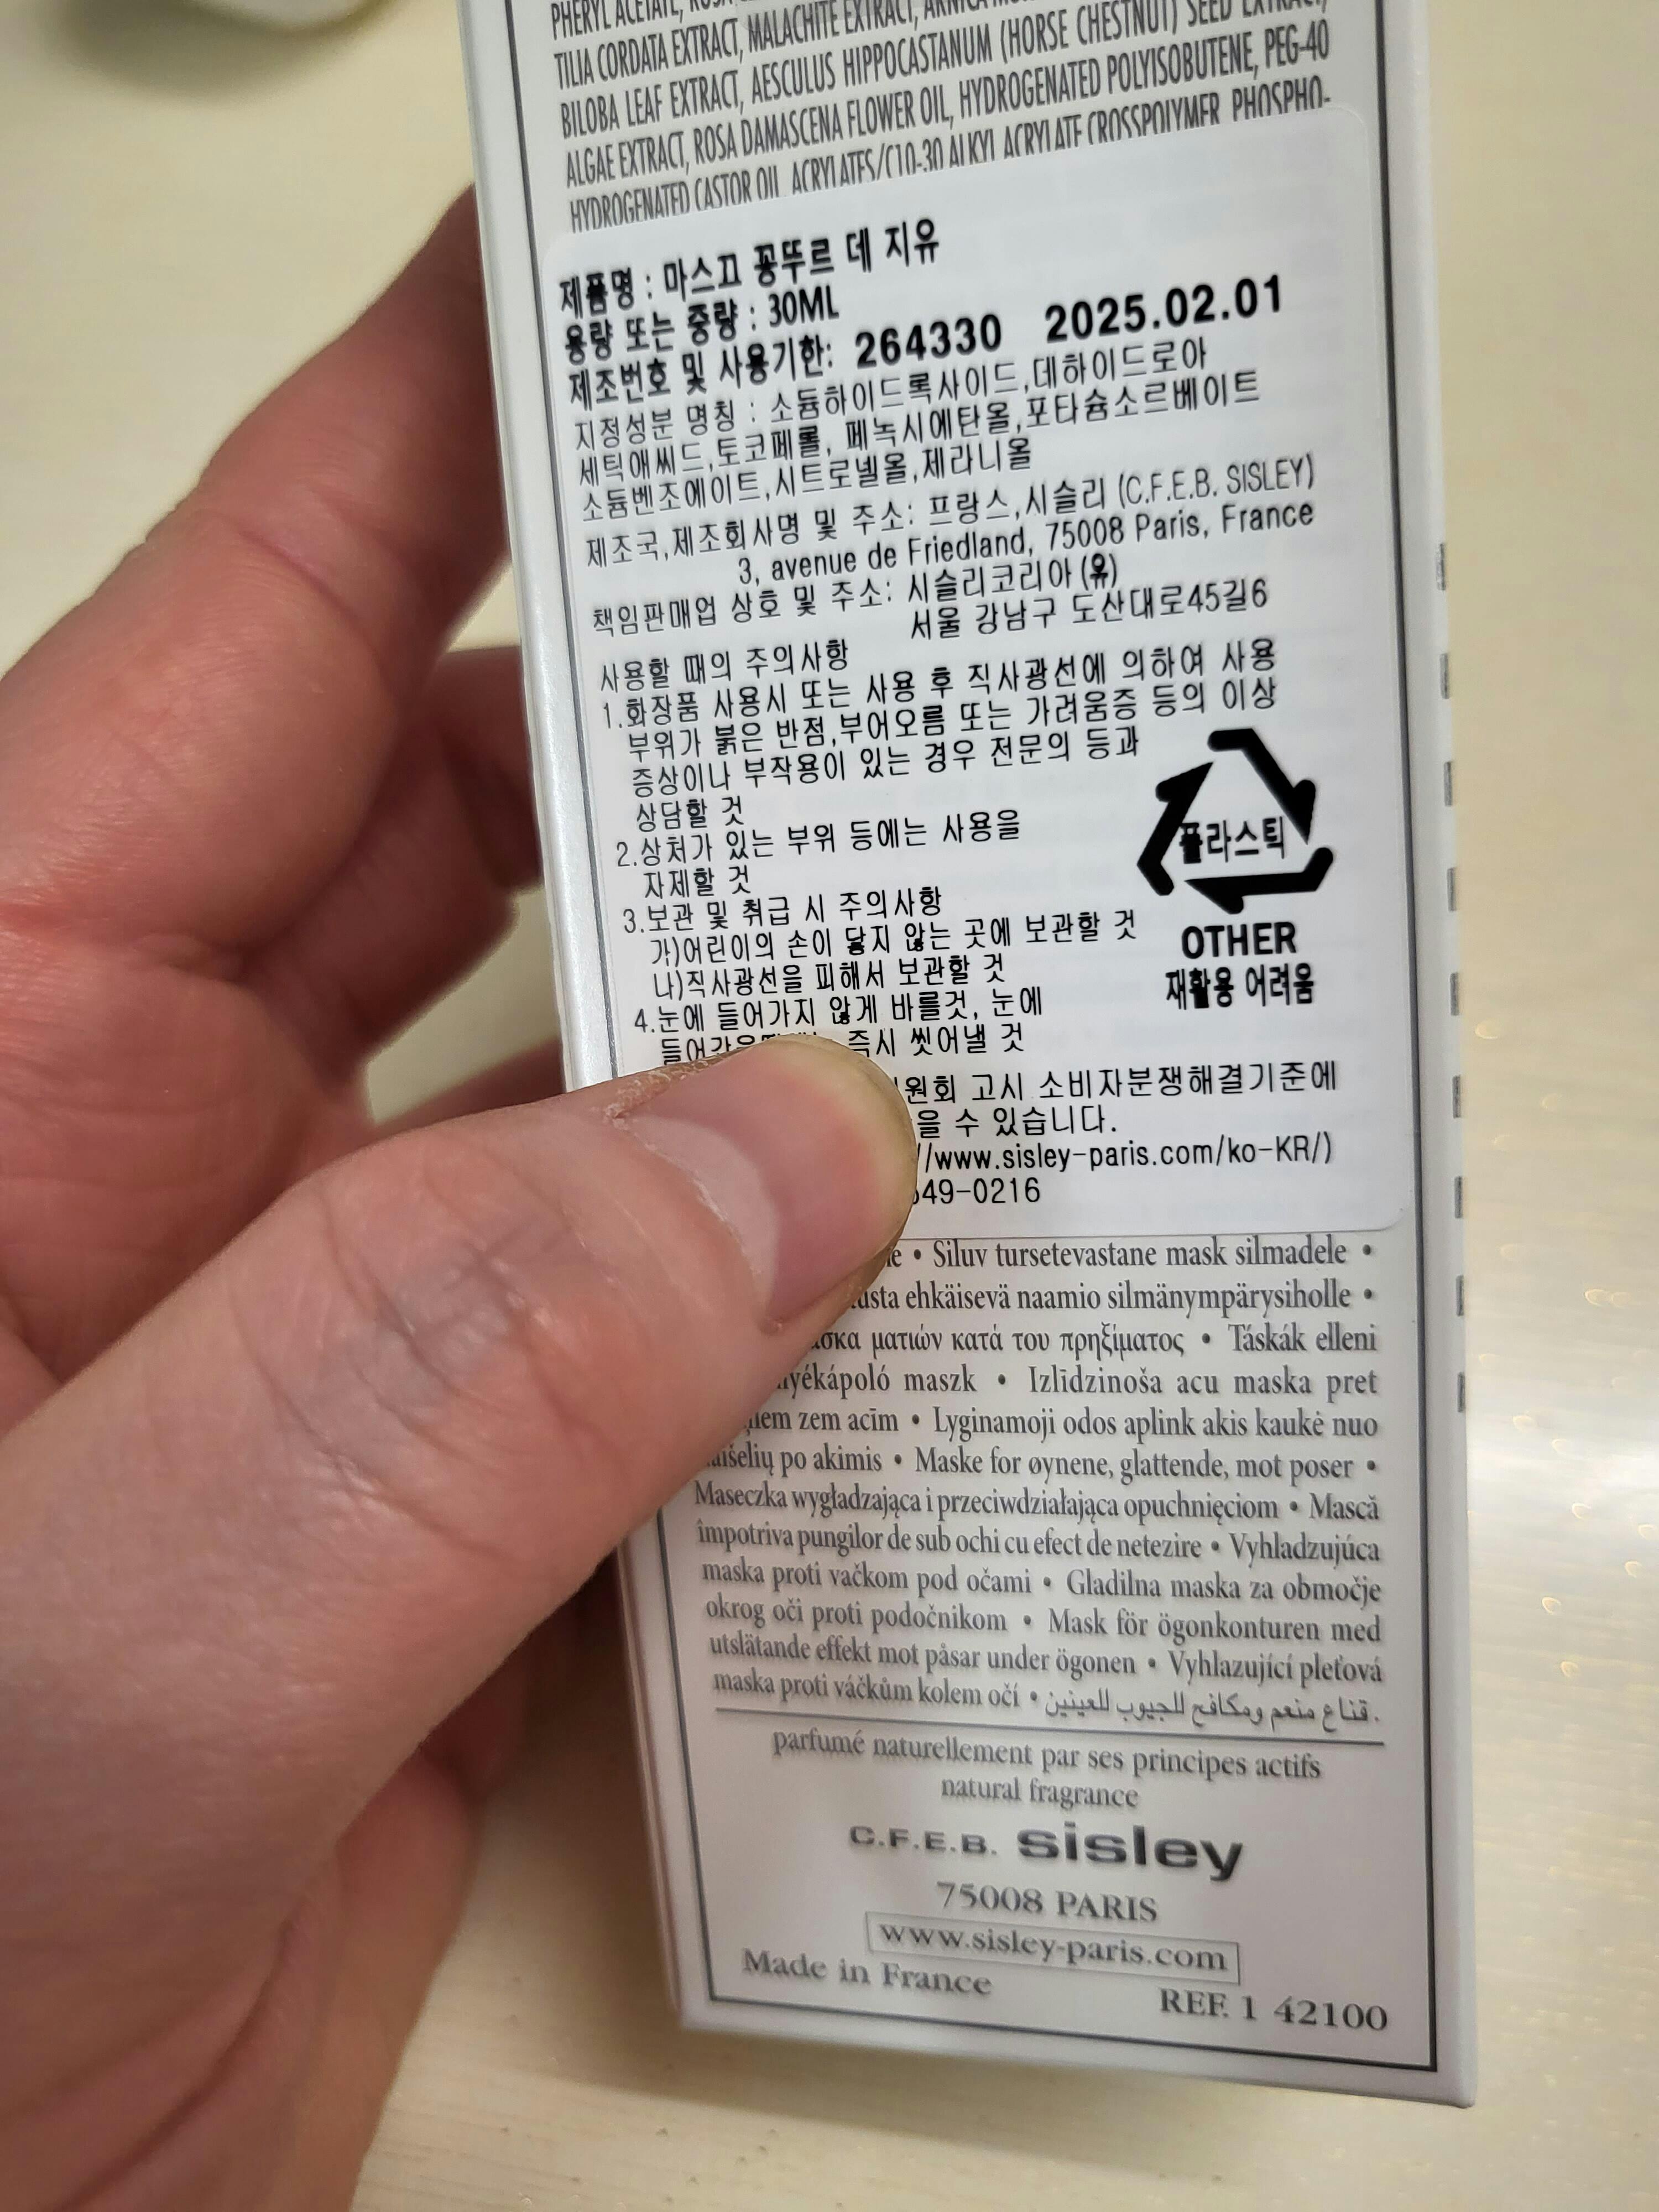 PHERYL ACETATE,
TILIA CORDATA EXTRACT, MALACHITE EXTRACT,
BILOBA LEAF EXTRACT, AESCULUS HIPPOCASTANUM (HORSE CHESTNUT) SEED EXTRACT,
ALGAE EXTRACT, ROSA DAMASCENA FLOWER OIL, HYDROGENATED POLYISOBUTENE, PEG-40
HYDROGENATED CASTOR OIL, ACRYLATES/C10-30 ALKYL ACRYLATE CROSSPOLYMER, PHOSPHO-
제품명 : 마스끄 꽁뚜르 데 지유
용량 또는 중량 : 30ML
제조번호 및 사용기한: 264330 2025.02.01
지정성분 명칭 : 소듐하이드록사이드,데하이드로아
세틱애씨드,토코페롤, 페녹시에탄올,포타슘소르베이트
소듐벤조에이트,시트로넬올,제라니올
제조국,제조회사명 및 주소: 프랑스,시슬리 (C.F.E.B. SISLEY)
3, avenue de Friedland, 75008 Paris, France
책임판매업 상호 및 주소: 시슬리코리아(유)
서울 강남구 도산대로45길6
사용할 때의 주의사항
1.화장품 사용시 또는 사용 후 직사광선에 의하여 사용
부위가 붉은 반점,부어오름 또는 가려움증 등의 이상
증상이나 부작용이 있는 경우 전문의 등과
상담할 것
2.상처가 있는 부위 등에는 사용을
자제할 것
3.보관 및 취급 시 주의사항
가)어린이의 손이 닿지 않는 곳에 보관할 것
나)직사광선을 피해서 보관할 것
4.눈에 들어가지 않게 바를것, 눈에
즉시 씻어낼 것
플라스틱
OTHER
재활용 어려움
원회 고시 소비자분쟁해결기준에
을 수 있습니다.
//www.sisley-paris.com/ko-KR/)
49-0216
• Siluv tursetevastane mask silmadele •
ehkäisevä naamio silmänympärysiholle •
ματιών κατά του πρηξίματος • Táskák elleni
maszk • Izlīdzinoša acu maska pret
zem acīm • Lyginamoji odos aplink akis kaukė nuo
po akimis • Maske for øynene, glattende, mot poser •
Maseczka wygładzająca i przeciwdziałająca opuchnięciom • Mască
împotriva pungilor de sub ochi cu efect de netezire • Vyhladzujúca
maska proti vačkom pod očami • Gladilna maska za območje
okrog oči proti podočnikom • Mask för ögonkonturen med
utslätande effekt mot påsar under ögonen • Vyhlazující pleťová
maska proti váčkům kolem očí • قناع منعم ومكافح للجيوب للعينين.
parfumé naturellement par ses principes actifs
natural fragrance
C.F.E.B. sisley
75008 PARIS
www.sisley-paris.com
Made in France
REF. 1 42100